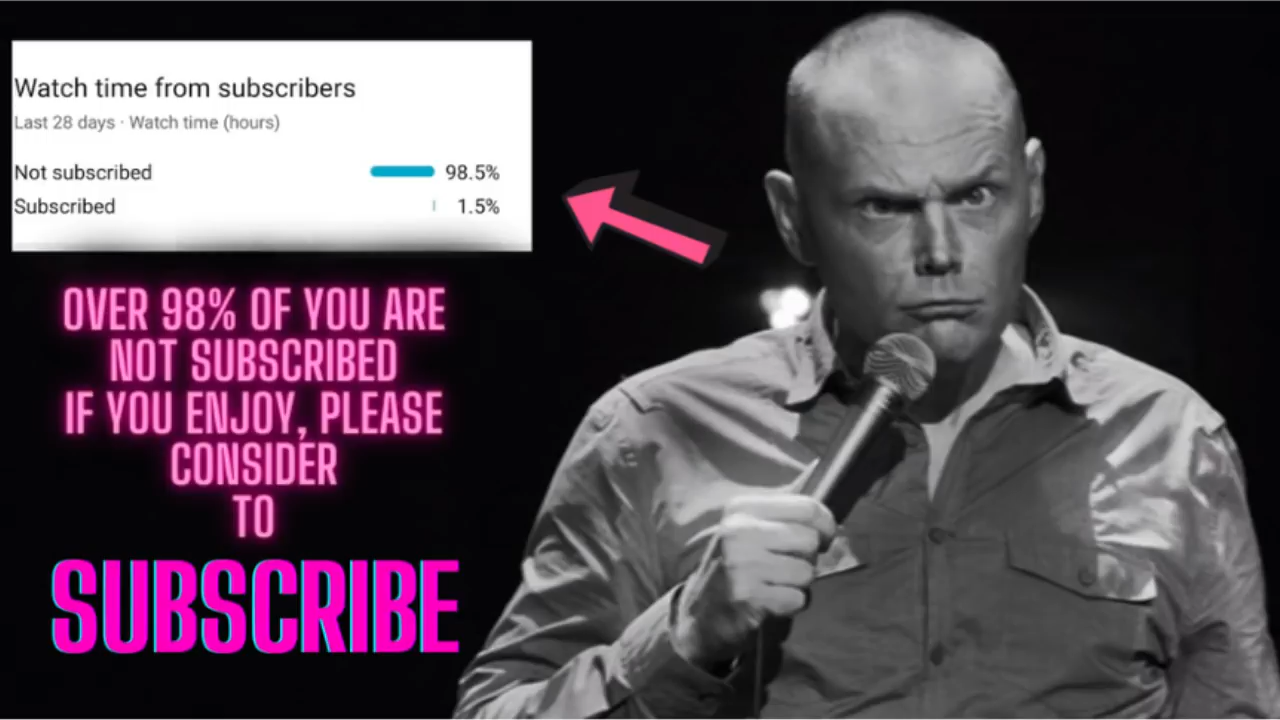 Watch time from subscribers
Last 28 days · Watch time (hours)
Not subscribed 98.5%
Subscribed 1.5%
OVER 98% OF YOU ARE
NOT SUBSCRIBED
IF YOU ENJOY, PLEASE
CONSIDER
TO
SUBSCRIBE